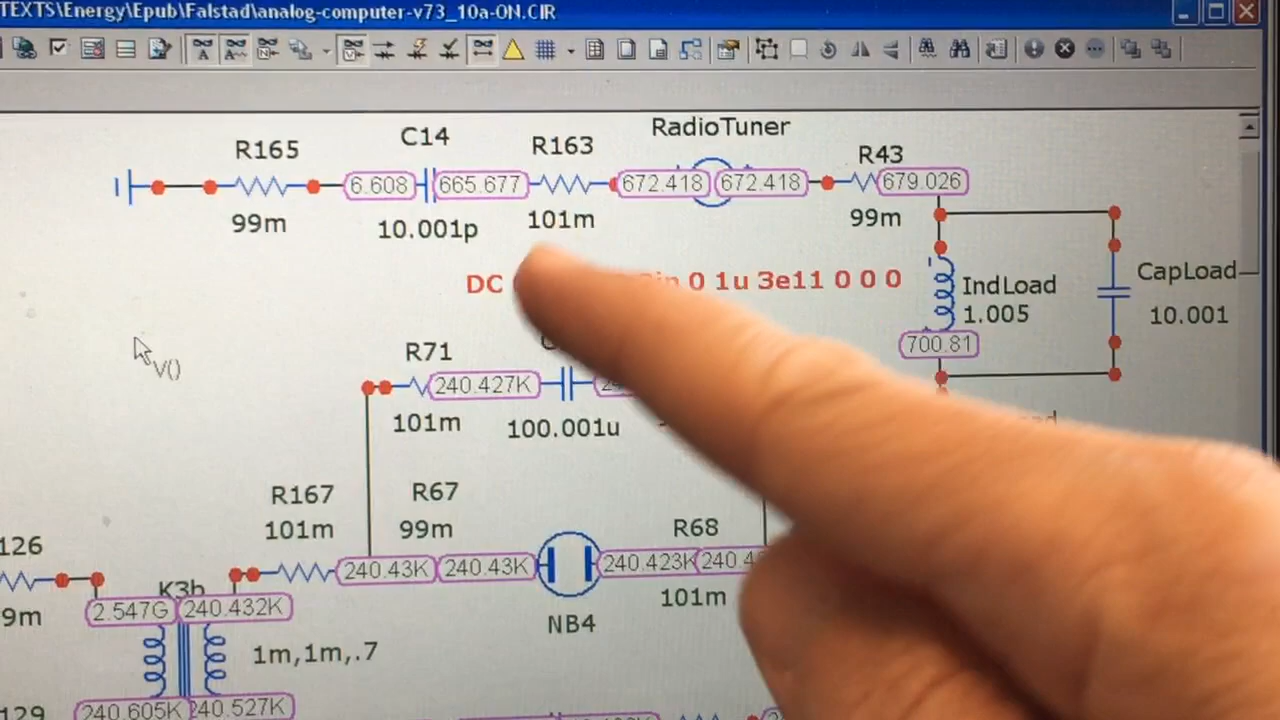 TEXTS\Energy\Epub\Falstad\analog-computer-v73_10a-ON.CIR
RadioTuner
C14
R163
R165
R43
6.608
665.677
672.418
672.418
679.026
99m
10.001p
101m
99m
DC
0 1u 3e11 0 0 0
IndLoad
1.005
CapLoad
10.001
700.81
V()
R71
240.427K
101m
100.001u
R167
R67
101m
99m
R68
126
240.43K
240.43K
240.423K
240.4
9m
K3b
101m
2.547G
240.432K
NB4
1m,1m,.7
129
240.605K
240.527K